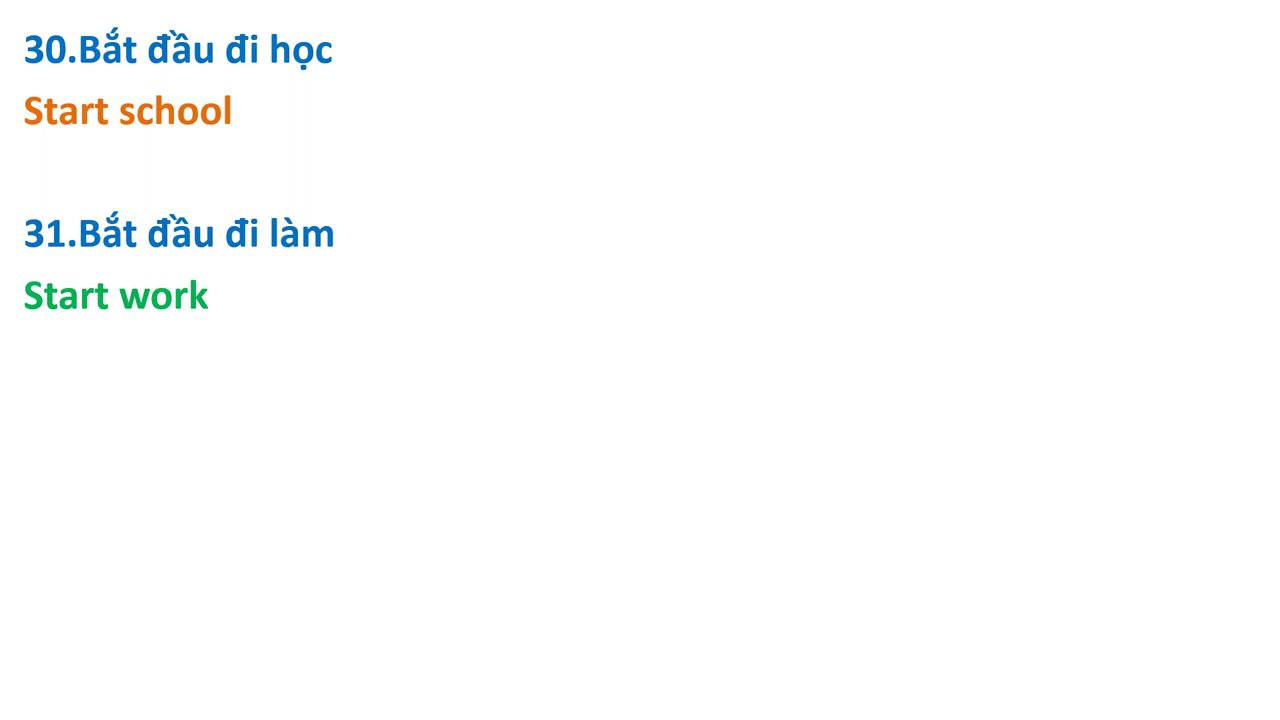 30.Bắt đầu đi học
Start school
31.Bắt đầu đi làm
Start work